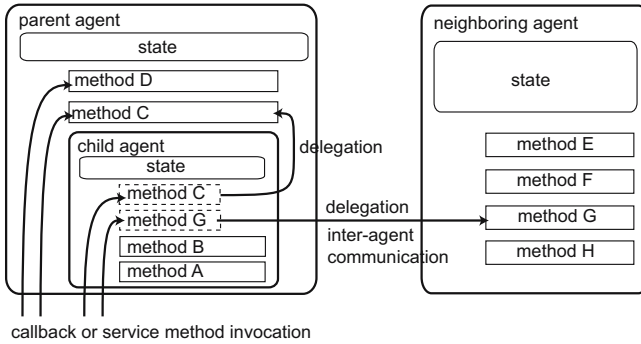 parent agent
state
method D
method C
child agent
state
method C
method G
method B
method A
delegation
delegation
inter-agent
communication
neighboring agent
state
method E
method F
method G
method H
callback or service method invocation